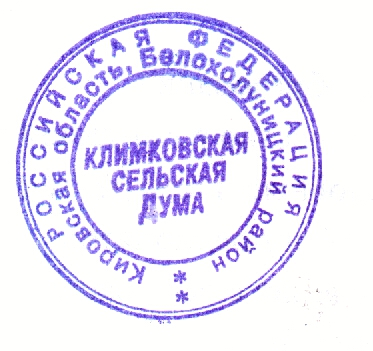 РОССИЙСКАЯ ФЕДЕРАЦИЯ
Кировская область, Белохолуницкий район
КЛИМКОВСКАЯ
СЕЛЬСКАЯ
ДУМА
* *